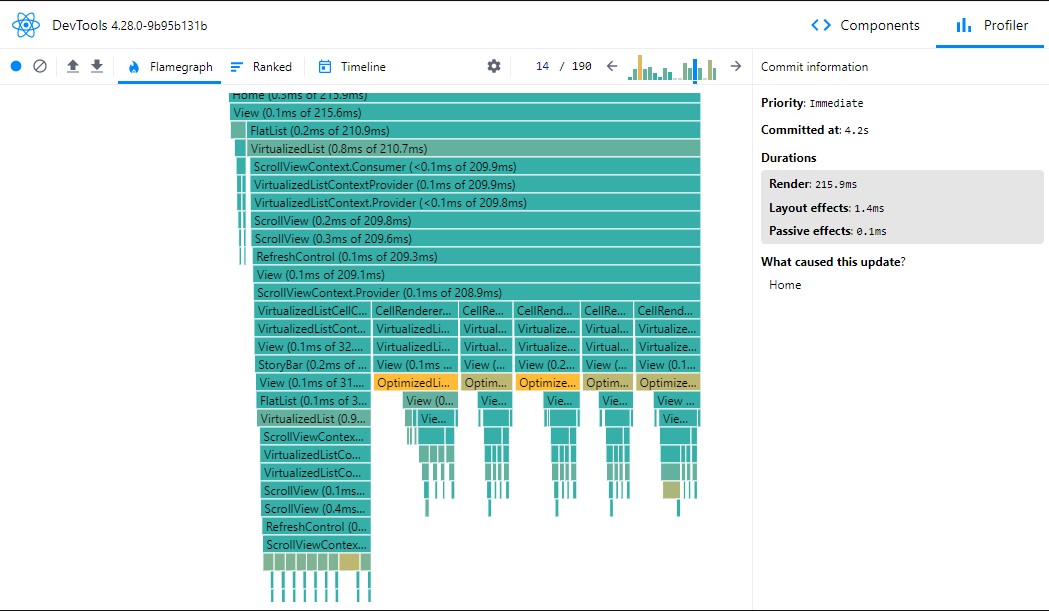 DevTools 4.28.0-9b95b131b
Components
Profiler
Flamegraph
Ranked
Timeline
14 / 190
Commit information
Priority: Immediate
Committed at: 4.2s
Durations
Render: 215.9ms
Layout effects: 1.4ms
Passive effects: 0.1ms
What caused this update?
Home
Home (0.3ms of 215.9ms)
View (0.1ms of 215.6ms)
FlatList (0.2ms of 210.9ms)
VirtualizedList (0.8ms of 210.7ms)
ScrollViewContext.Consumer (<0.1ms of 209.9ms)
VirtualizedListContextProvider (0.1ms of 209.9ms)
VirtualizedListContext.Provider (<0.1ms of 209.8ms)
ScrollView (0.2ms of 209.8ms)
ScrollView (0.3ms of 209.6ms)
RefreshControl (0.1ms of 209.3ms)
View (0.1ms of 209.1ms)
ScrollViewContext.Provider (0.1ms of 208.9ms)
VirtualizedListCellC... CellRenderer... CellRe... CellRend... CellRe... CellRend...
VirtualizedListCont... VirtualizedLi... Virtual... Virtualize... Virtual... Virtualize...
View (0.1ms of 32.... VirtualizedLi... Virtual... Virtualize... Virtual... Virtualize...
StoryBar (0.2ms of ... View (0.1ms ... View (... View (0.2... View (... View (0.1...
View (0.1ms of 31.... OptimizedLi... Optim... Optimize... Optim... Optimize...
FlatList (0.1ms of 3... View (0... Vie... Vie... Vie... View ...
VirtualizedList (0.9... Vie... Vie...
ScrollViewContex...
VirtualizedListCo...
VirtualizedListCo...
ScrollView (0.1ms...
ScrollView (0.4ms...
RefreshControl (0...
ScrollViewContex...